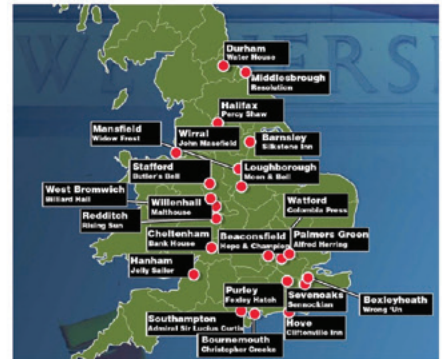 WETHERS
Durham
Water House
Middlesbrough
Resolution
Halifax
Percy Shaw
Mansfield
Widow Frost
Wirral
John Masefield
Barnsley
Silkstone Inn
Stafford
Butler's Bell
Loughborough
Moon & Bell
West Bromwich
Billiard Hall
Willenhall
Malthouse
Watford
Colombia Press
Redditch
Rising Sun
Cheltenham
Bank House
Beaconsfield
Hope & Champion
Palmers Green
Alfred Herring
Hanham
Jolly Sailor
Purley
Foxley Hatch
Sevenoaks
Sennockian
Bexleyheath
Wrong 'Un
Southampton
Admiral Sir Lucius Curtis
Hove
Cliftonville Inn
Bournemouth
Christopher Creeke